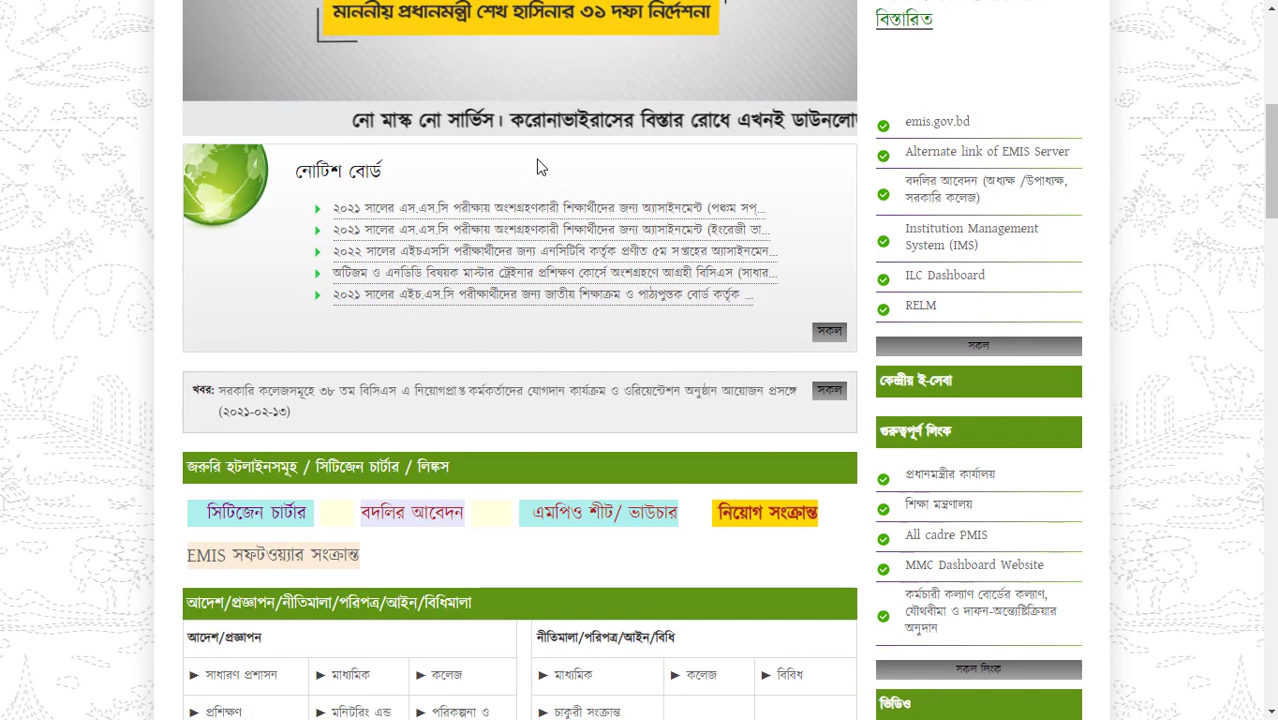 মাননীয় প্রধানমন্ত্রী শেখ হাসিনার ৩১ দফা নির্দেশনা
নো মাস্ক নো সার্ভিস। করোনাভাইরাসের বিস্তার রোধে এখনই ডাউনলো
নোটিশ বোর্ড
২০২১ সালের এস.এস.সি পরীক্ষায় অংশগ্রহণকারী শিক্ষার্থীদের জন্য অ্যাসাইনমেন্ট (পঞ্চম সপ্...
২০২১ সালের এস.এস.সি পরীক্ষায় অংশগ্রহণকারী শিক্ষার্থীদের জন্য অ্যাসাইনমেন্ট (ইংরেজী ভা...
২০২২ সালের এইচএসসি পরীক্ষার্থীদের জন্য এনসিটিবি কর্তৃক প্রণীত ৫ম সপ্তাহের অ্যাসাইনমেন...
অটিজম ও এনডিডি বিষয়ক মাস্টার ট্রেইনার প্রশিক্ষণ কোর্সে অংশগ্রহণে আগ্রহী বিসিএস (সাধার...
২০২১ সালের এইচ.এস.সি পরীক্ষার্থীদের জন্য জাতীয় শিক্ষাক্রম ও পাঠ্যপুস্তক বোর্ড কর্তৃক ...
সকল
খবর: সরকারি কলেজসমূহে ৩৮ তম বিসিএস এ নিয়োগপ্রাপ্ত কর্মকর্তাদের যোগদান কার্যক্রম ও ওরিয়েন্টেশন অনুষ্ঠান আয়োজন প্রসঙ্গে
(২০২১-০২-১৩)
সকল
জরুরি হটলাইনসমূহ / সিটিজেন চার্টার / লিঙ্কস
সিটিজেন চার্টার বদলির আবেদন এমপিও শীট/ ভাউচার নিয়োগ সংক্রান্ত
EMIS সফটওয়্যার সংক্রান্ত
আদেশ/প্রজ্ঞাপন/নীতিমালা/পরিপত্র/আইন/বিধিমালা
আদেশ/প্রজ্ঞাপন নীতিমালা/পরিপত্র/আইন/বিধি
► সাধারণ প্রশাসন ► মাধ্যমিক ► কলেজ ► মাধ্যমিক ► কলেজ ► বিবিধ
► প্রশিক্ষণ ► মনিটরিং এন্ড ► পরিকল্পনা ও ► চাকুরী সংক্রান্ত
বিস্তারিত
emis.gov.bd
Alternate link of EMIS Server
বদলির আবেদন (অধ্যক্ষ /উপাধ্যক্ষ,
সরকারি কলেজ)
Institution Management
System (IMS)
ILC Dashboard
RELM
সকল
কেন্দ্রীয় ই-সেবা
গুরুত্বপূর্ণ লিংক
প্রধানমন্ত্রীর কার্যালয়
শিক্ষা মন্ত্রণালয়
All cadre PMIS
MMC Dashboard Website
কর্মচারী কল্যাণ বোর্ডের কল্যাণ,
যৌথবীমা ও দাফন-অন্ত্যেষ্টিক্রিয়ার
অনুদান
সকল লিংক
ভিডিও